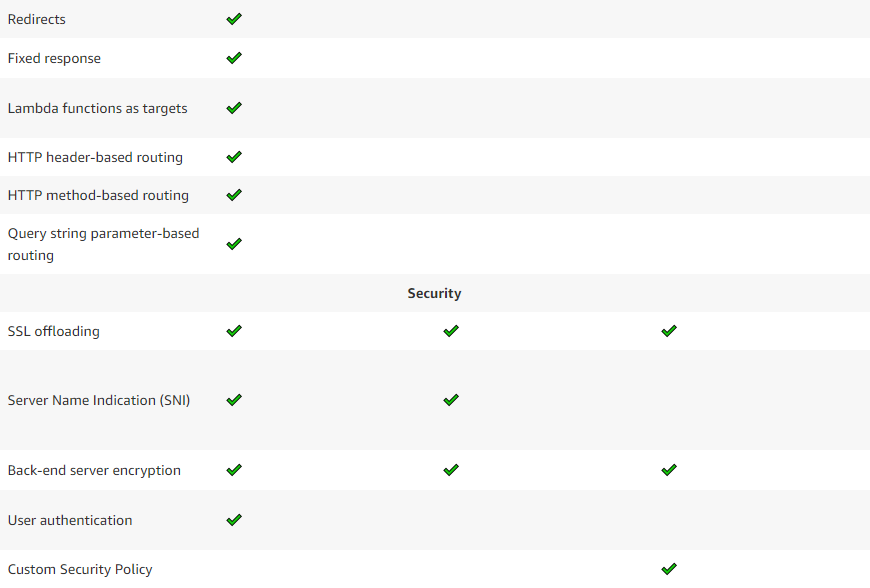 Redirects
Fixed response
Lambda functions as targets
HTTP header-based routing
HTTP method-based routing
Query string parameter-based
routing
Security
SSL offloading
Server Name Indication (SNI)
Back-end server encryption
User authentication
Custom Security Policy